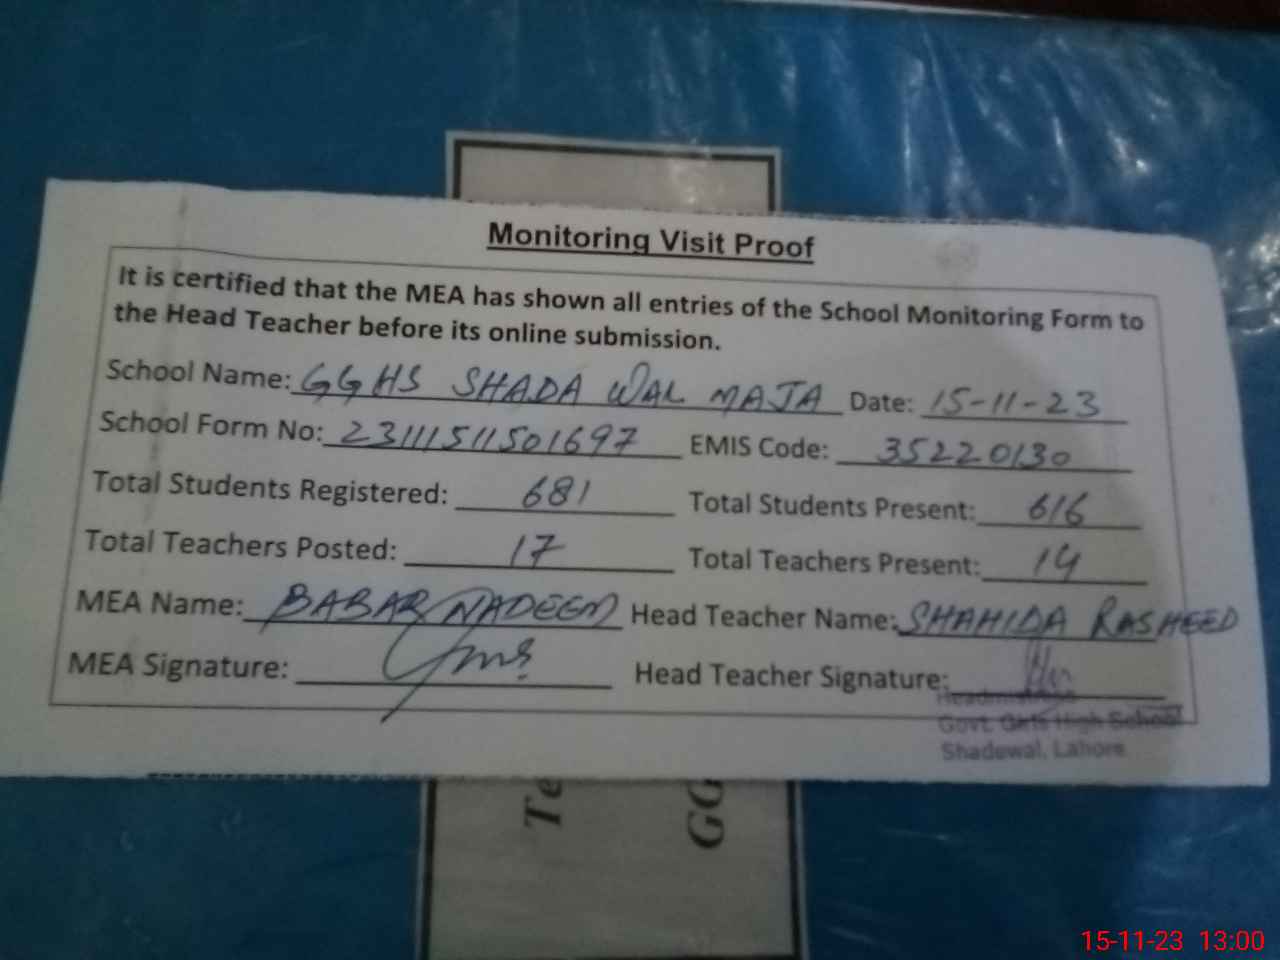 Monitoring Visit Proof
It is certified that the MEA has shown all entries of the School Monitoring Form to
the Head Teacher before its online submission.
School Name: GGHS SHADA WAL MAJA Date: 15-11-23
School Form No: 23111511501697 EMIS Code: 35220130
Total Students Registered: 681 Total Students Present: 616
Total Teachers Posted: 17 Total Teachers Present: 14
MEA Name: BABAR NADEEM Head Teacher Name: SHAHIDA RASHEED
MEA Signature: Head Teacher Signature:
Headmistress
Govt. Girls High School
Shadewal, Lahore
Te
GG
15-11-23 13:00